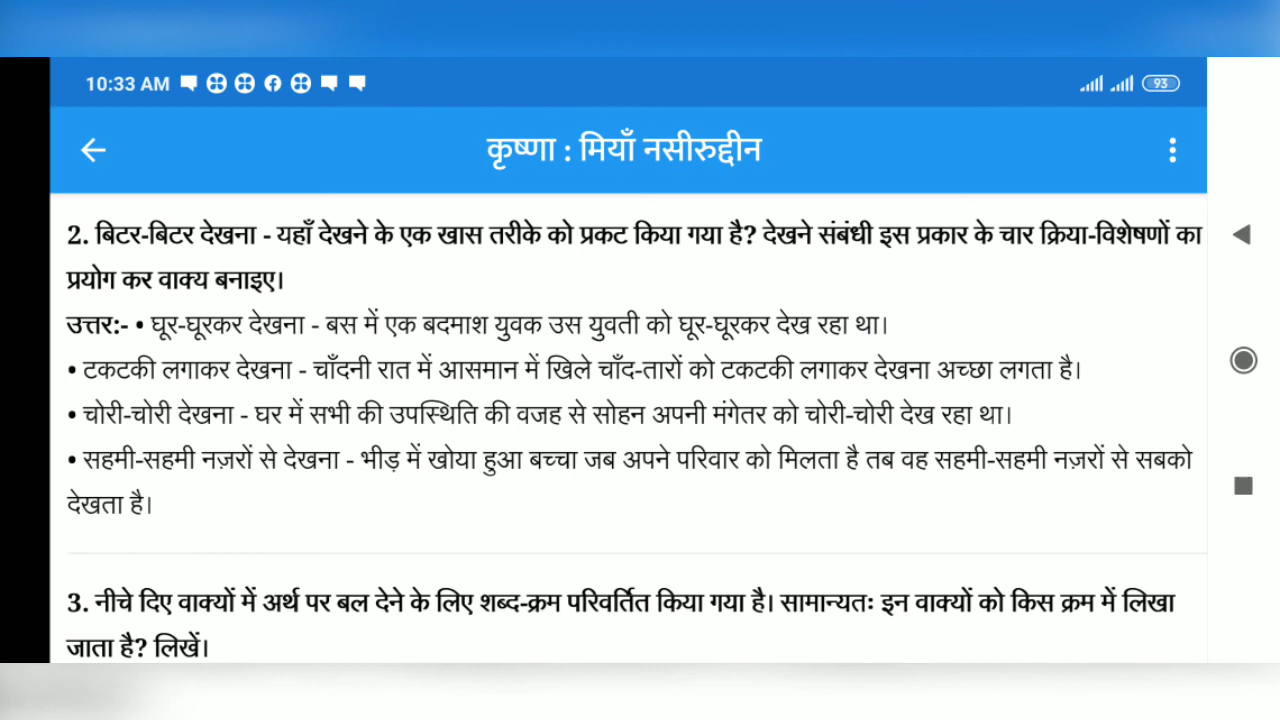 10:33 AM
93
कृष्णा : मियाँ नसीरुद्दीन
2. बिटर-बिटर देखना - यहाँ देखने के एक खास तरीके को प्रकट किया गया है? देखने संबंधी इस प्रकार के चार क्रिया-विशेषणों का
प्रयोग कर वाक्य बनाइए।
उत्तर:- • घूर-घूरकर देखना - बस में एक बदमाश युवक उस युवती को घूर-घूरकर देख रहा था।
• टकटकी लगाकर देखना - चाँदनी रात में आसमान में खिले चाँद-तारों को टकटकी लगाकर देखना अच्छा लगता है।
• चोरी-चोरी देखना - घर में सभी की उपस्थिति की वजह से सोहन अपनी मंगेतर को चोरी-चोरी देख रहा था।
• सहमी-सहमी नज़रों से देखना - भीड़ में खोया हुआ बच्चा जब अपने परिवार को मिलता है तब वह सहमी-सहमी नज़रों से सबको
देखता है।
3. नीचे दिए वाक्यों में अर्थ पर बल देने के लिए शब्द-क्रम परिवर्तित किया गया है। सामान्यतः इन वाक्यों को किस क्रम में लिखा
जाता है? लिखें।